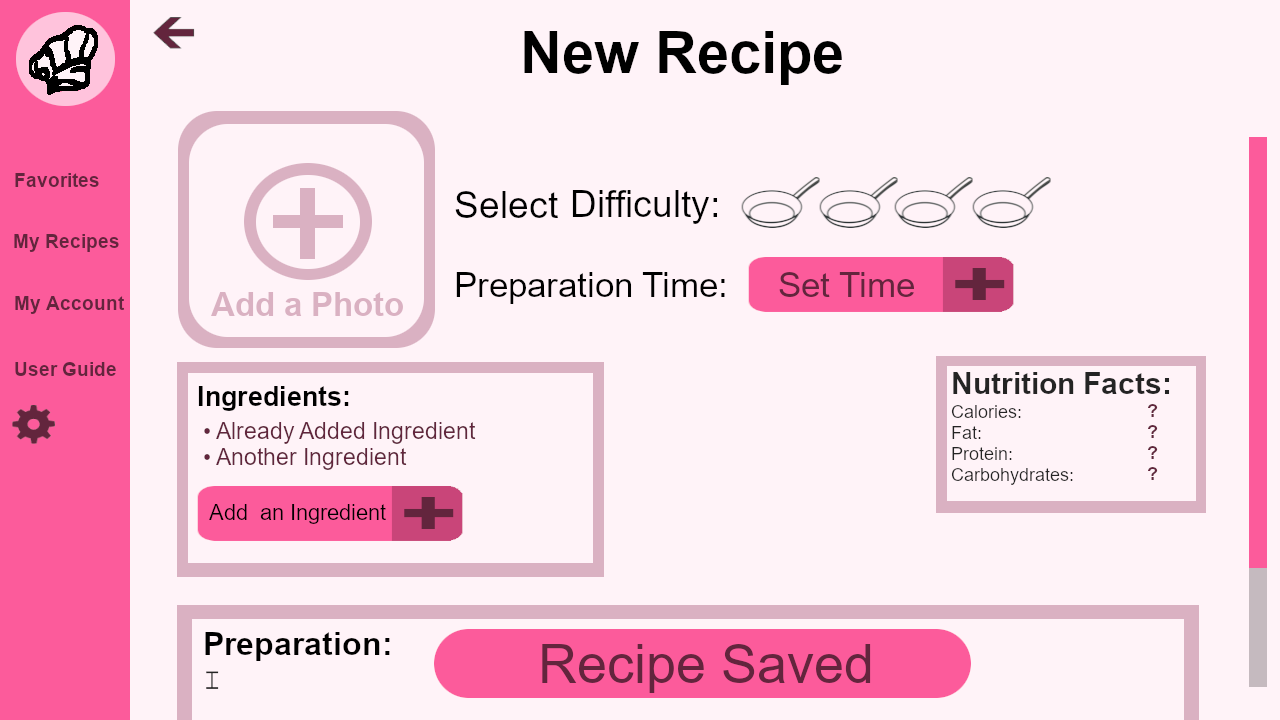 New Recipe
Favorites
My Recipes
My Account
User Guide
Add a Photo
Select Difficulty:
Preparation Time:
Set Time
Ingredients:
• Already Added Ingredient
• Another Ingredient
Add an Ingredient
Nutrition Facts:
Calories: ?
Fat: ?
Protein: ?
Carbohydrates: ?
Preparation:
Recipe Saved